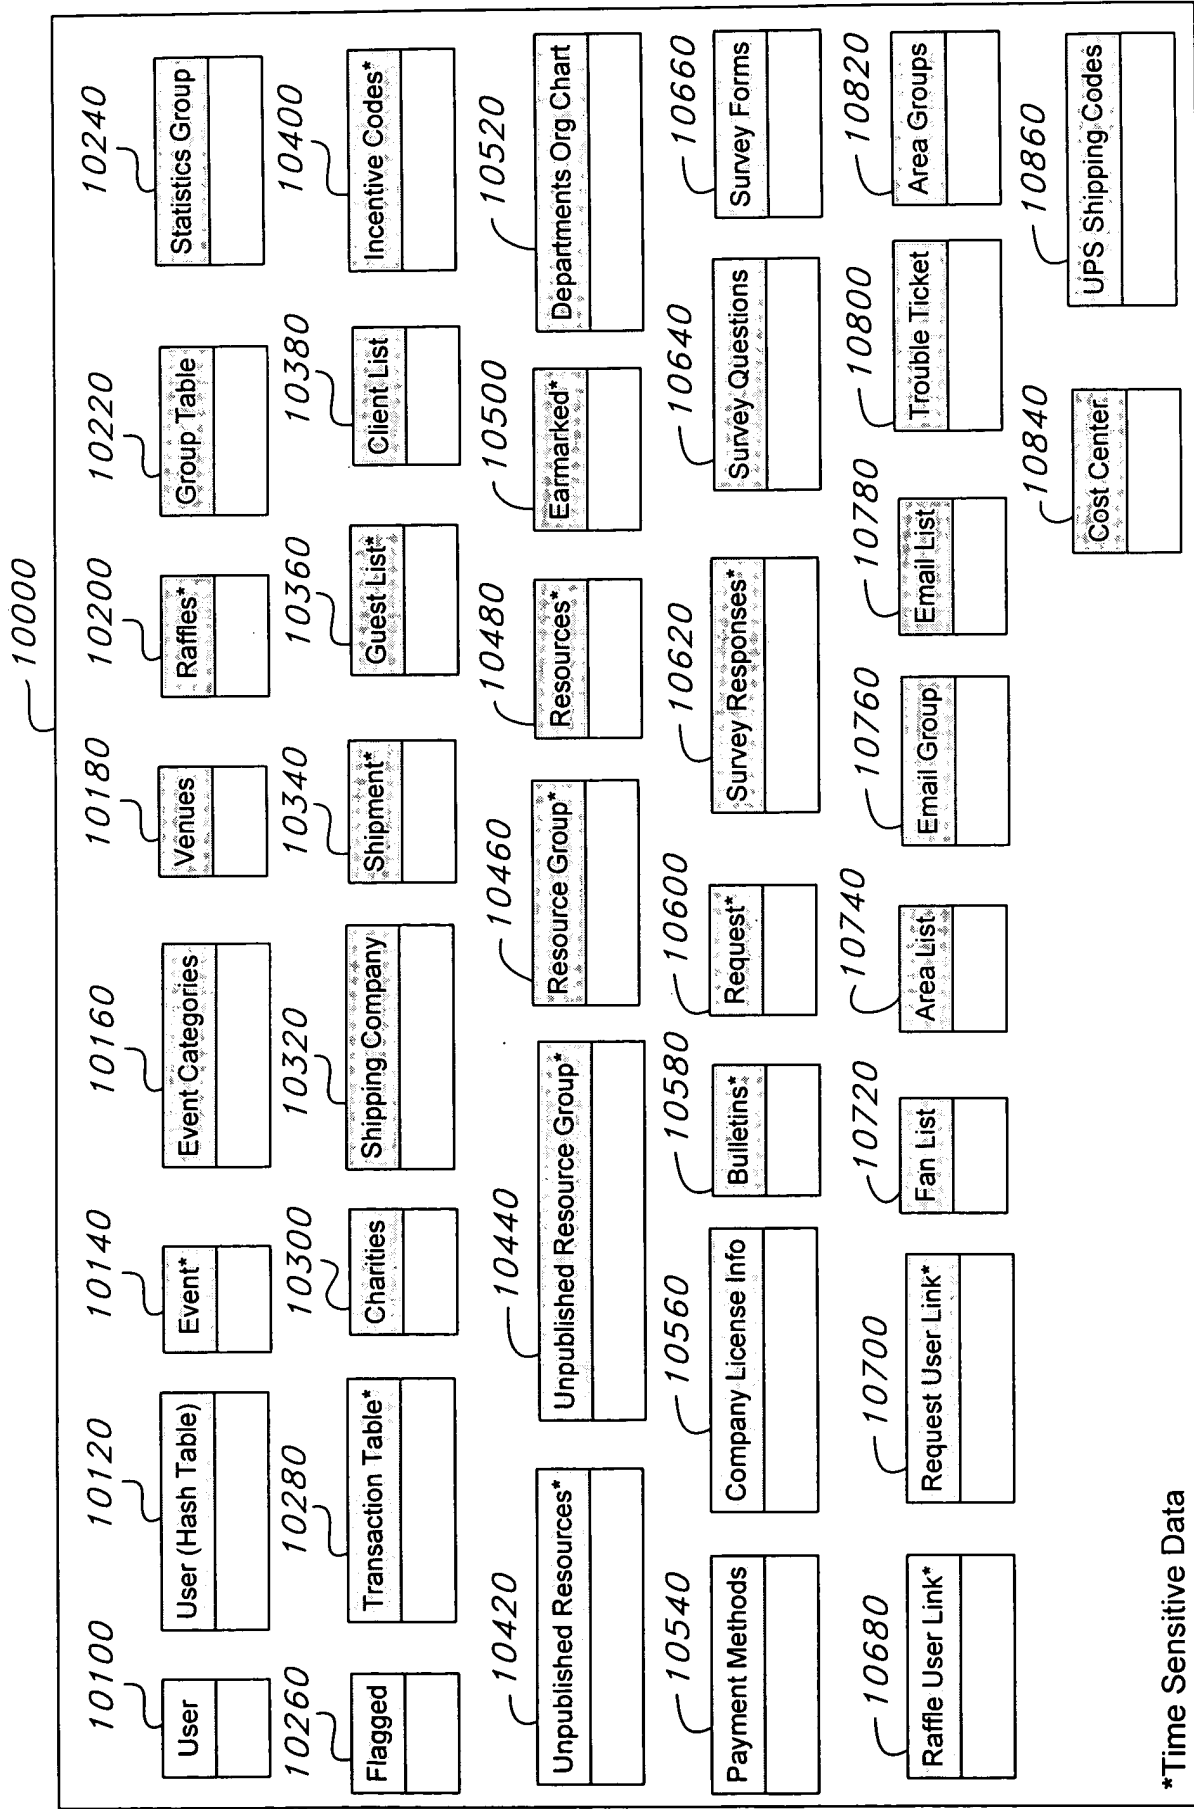 10000
10100
10120
10140
10160
10180
10200
10220
10240
User
User (Hash Table)
Event*
Event Categories
Venues
Raffles*
Group Table
Statistics Group
10260
10280
10300
10320
10340
10360
10380
10400
Flagged
Transaction Table*
Charities
Shipping Company
Shipment*
Guest List*
Client List
Incentive Codes*
10420
10440
10460
10480
10500
10520
Unpublished Resources*
Unpublished Resource Group*
Resource Group*
Resources*
Earmarked*
Departments Org Chart
10540
10560
10580
10600
10620
10640
10660
Payment Methods
Company License Info
Bulletins*
Request*
Survey Responses*
Survey Questions
Survey Forms
10680
10700
10720
10740
10760
10780
10800
10820
Raffle User Link*
Request User Link*
Fan List
Area List
Email Group
Email List
Trouble Ticket
Area Groups
10840
10860
Cost Center
UPS Shipping Codes
*Time Sensitive Data